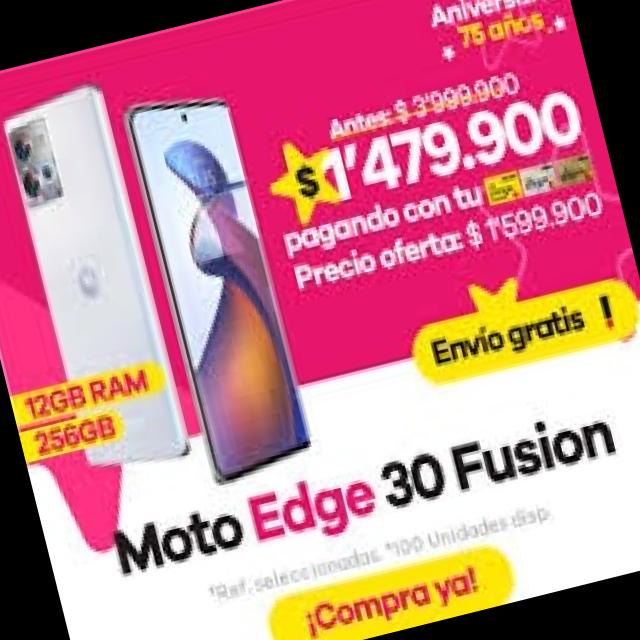 75 años
Antes: $ 3'999.900
$ 1'479.900
pagando con tu
Precio oferta: $ 1'599.900
Envío gratis !
12GB RAM
256GB
Moto Edge 30 Fusion
*Ref. seleccionadas. *100 Unidades disp.
¡Compra ya!